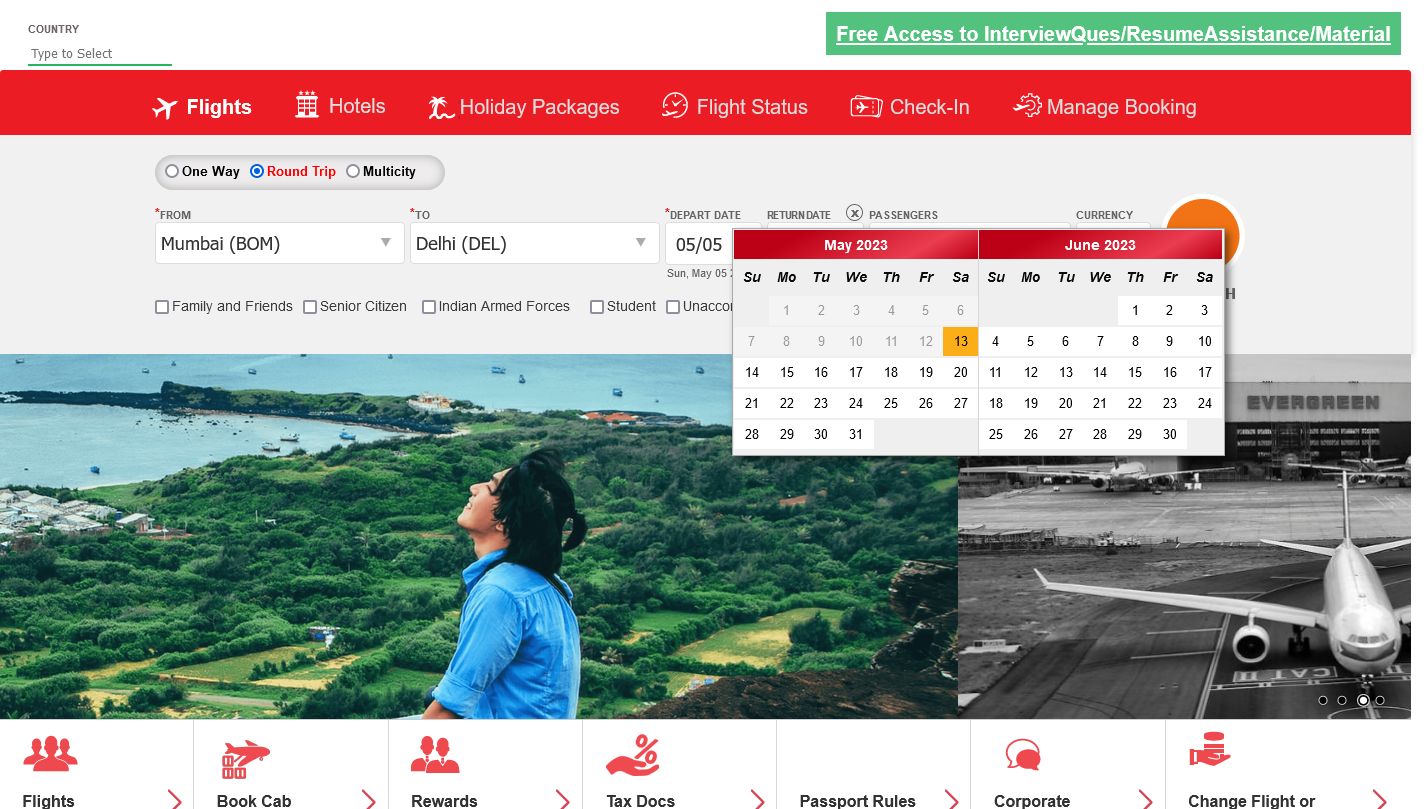 COUNTRY
Type to Select
Free Access to InterviewQues/ResumeAssistance/Material
Flights
Hotels
Holiday Packages
Flight Status
Check-In
Manage Booking
One Way
Round Trip
Multicity
*FROM
*TO
*DEPART DATE
RETURN DATE
x
PASSENGERS
CURRENCY
Mumbai (BOM)
Delhi (DEL)
05/05
Sun, May 05 2
H
Family and Friends
Senior Citizen
Indian Armed Forces
Student
Unaccor
May 2023
Su Mo Tu We Th Fr Sa
1 2 3 4 5 6
7 8 9 10 11 12 13
14 15 16 17 18 19 20
21 22 23 24 25 26 27
28 29 30 31
June 2023
Su Mo Tu We Th Fr Sa
1 2 3
4 5 6 7 8 9 10
11 12 13 14 15 16 17
18 19 20 21 22 23 24
25 26 27 28 29 30
EVERGREEN
CAT III
Flights
Book Cab
Rewards
Tax Docs
Passport Rules
Corporate
Change Flight or